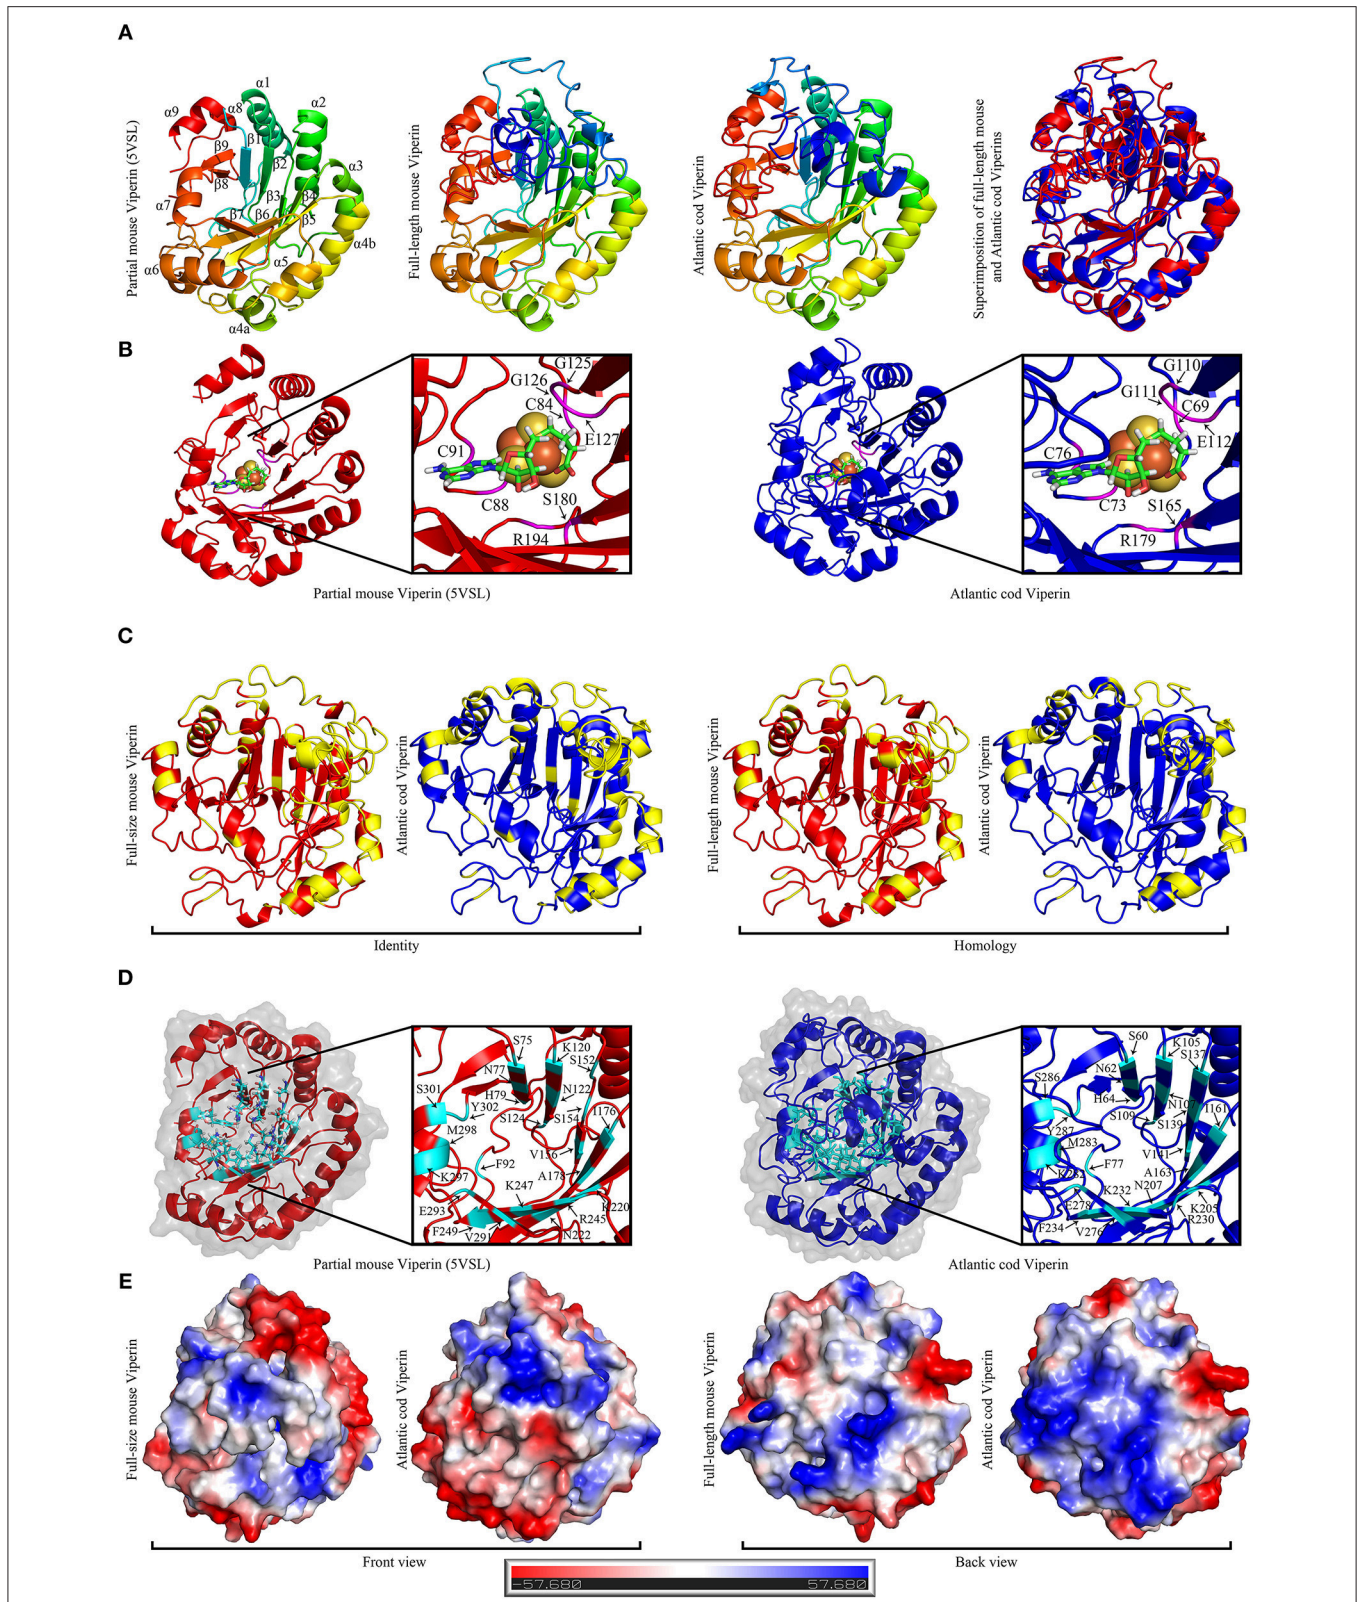 A
Partial mouse Viperin (5VSL)
α1
α2
α8
α9
β1
β9
β2
α3
β8
β4
β3
α7
β7
β6
β5
α4b
α5
α6
α4a
Full-length mouse Viperin
Atlantic cod Viperin
Superimposition of full-length mouse
and Atlantic cod Viperins
B
G125
G126
C84
E127
C91
C88
S180
R194
Partial mouse Viperin (5VSL)
G110
G111
C69
E112
C76
C73
S165
R179
Atlantic cod Viperin
C
Full-size mouse Viperin
Atlantic cod Viperin
Identity
Full-length mouse Viperin
Atlantic cod Viperin
Homology
D
S75
K120
S152
N77
S301
H79
N122
Y302
S124
S154
I176
M298
V156
F92
A178
K297
K247
K220
E293
R245
F249
V291
N222
Partial mouse Viperin (5VSL)
S60
K105
S137
N62
S286
H64
N107
I161
S109
S139
Y287
M283
V141
F77
A163
N207
K232
E278
K205
F234
R230
V276
Atlantic cod Viperin
E
Full-size mouse Viperin
Atlantic cod Viperin
Front view
Full-length mouse Viperin
Atlantic cod Viperin
Back view
-57.680
57.680